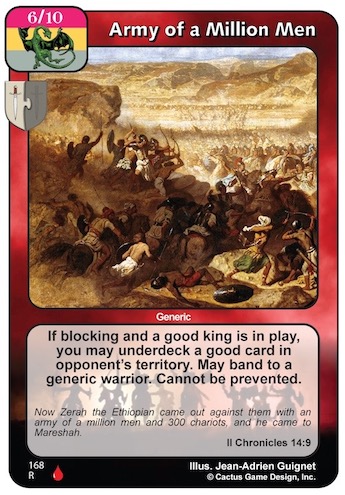 6/10
Army of a Million Men
Generic
If blocking and a good king is in play,
you may underdeck a good card in
opponent's territory. May band to a
generic warrior. Cannot be prevented.
Now Zerah the Ethiopian came out against them with an
army of a million men and 300 chariots, and he came to
Mareshah.
II Chronicles 14:9
168
R
Illus. Jean-Adrien Guignet
© Cactus Game Design, Inc.